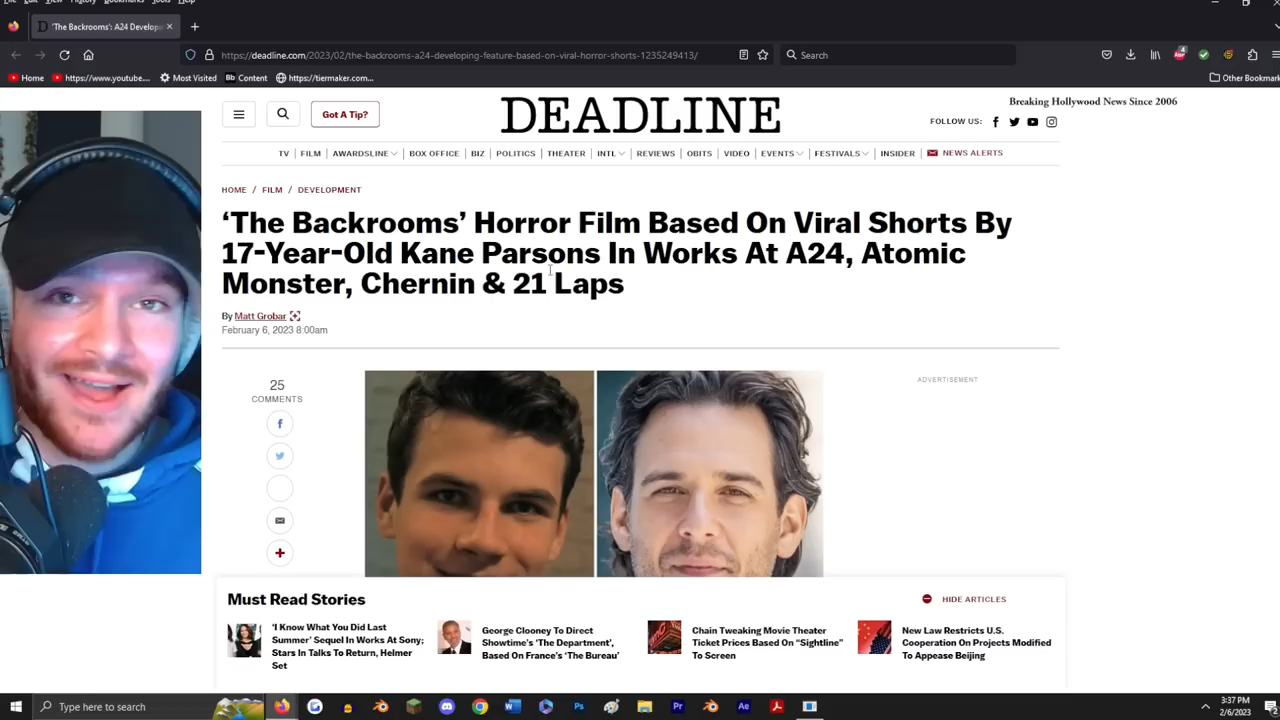 'The Backrooms': A24 Develop
https://deadline.com/2023/02/the-backrooms-a24-developing-feature-based-on-viral-horror-shorts-1235249413/
Search
Home
https://www.youtube....
Most Visited
Content
https://tiermaker.com...
Other Bookmark
Got A Tip?
DEADLINE
Breaking Hollywood News Since 2006
FOLLOW US:
TV | FILM | AWARDSLINE | BOX OFFICE | BIZ | POLITICS | THEATER | INTL | REVIEWS | OBITS | VIDEO | EVENTS | FESTIVALS | INSIDER NEWS ALERTS
HOME / FILM / DEVELOPMENT
‘The Backrooms’ Horror Film Based On Viral Shorts By
17-Year-Old Kane Parsons In Works At A24, Atomic
Monster, Chernin & 21 Laps
By Matt Grobar
February 6, 2023 8:00am
25
COMMENTS
ADVERTISEMENT
Must Read Stories
HIDE ARTICLES
‘I Know What You Did Last
Summer’ Sequel In Works At Sony;
Stars In Talks To Return, Helmer
Set
George Clooney To Direct
Showtime’s ‘The Department’,
Based On France’s ‘The Bureau’
Chain Tweaking Movie Theater
Ticket Prices Based On “Sightline”
To Screen
New Law Restricts U.S.
Cooperation On Projects Modified
To Appease Beijing
Type here to search
3:37 PM
2/6/2023